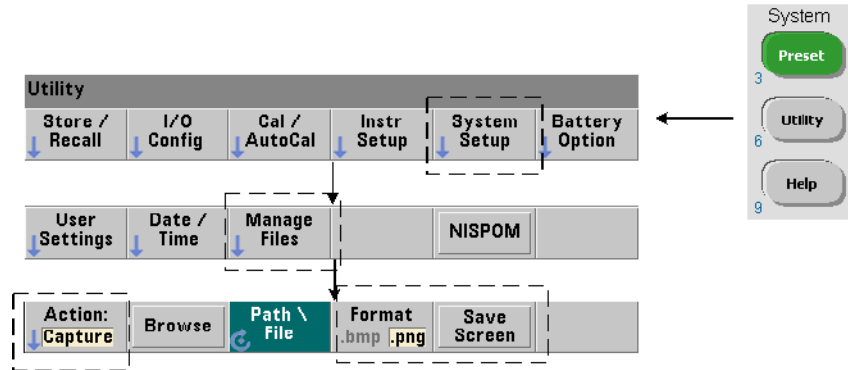 System
Preset
3
Utility
6
Help
9
Utility
Store / Recall
I/O Config
Cal / AutoCal
Instr Setup
System Setup
Battery Option
User Settings
Date / Time
Manage Files
NISPOM
Action:
Capture
Browse
Path \ File
Format
.bmp .png
Save Screen